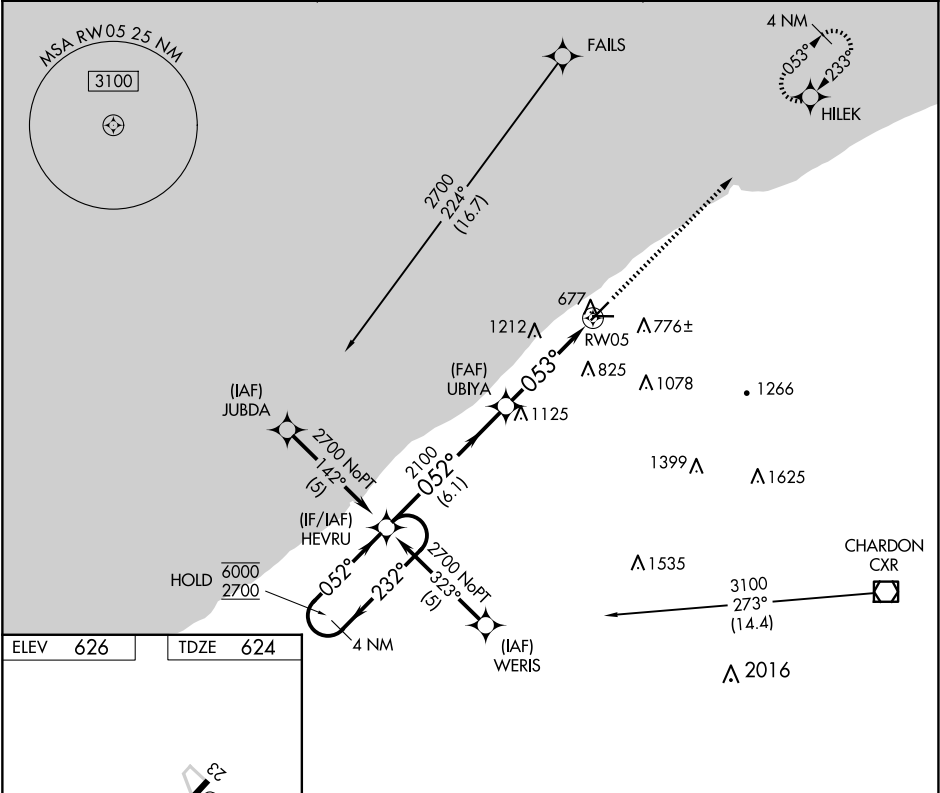 MSA RW05 25 NM
3100
FAILS
4 NM
053°
233°
HILEK
2700
224°
(16.7)
677
1212
RW05
776±
(FAF)
UBIYA
053°
825
1078
1266
1125
(IAF)
JUBDA
2700 NoPT
142°
(5)
2100
052°
(6.1)
1399
1625
(IF/IAF)
HEVRU
2700 NoPT
323°
(5)
1535
CHARDON
CXR
HOLD
6000
2700
052°
232°
3100
273°
(14.4)
4 NM
(IAF)
WERIS
2016
ELEV 626
TDZE 624
23